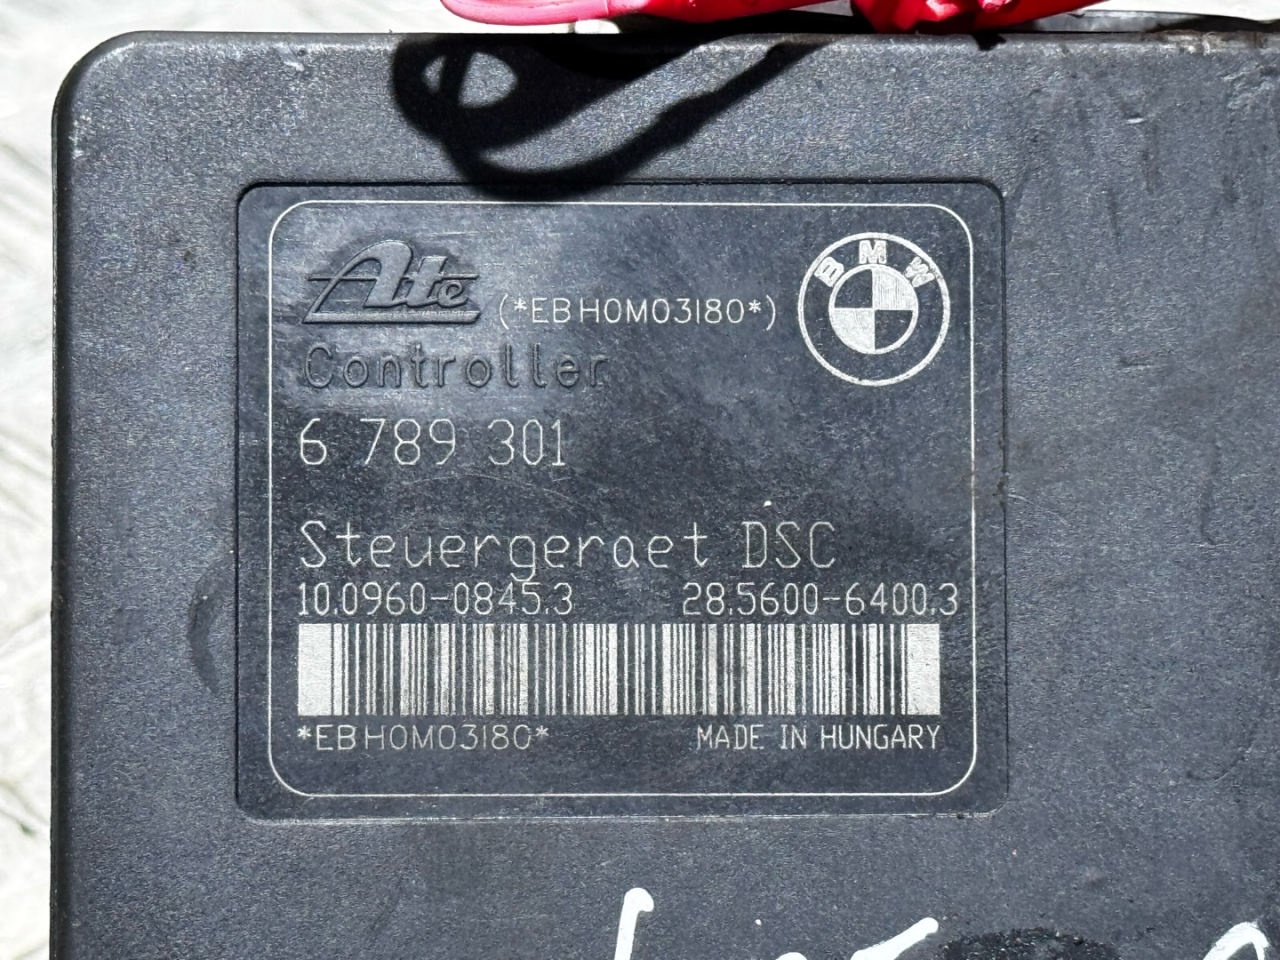 Ate (*EBH0M03180*)
BMW
Controller
6 789 301
Steuergeraet DSC
10.0960-0845.3 28.5600-6400.3
*EBH0M03180* MADE IN HUNGARY